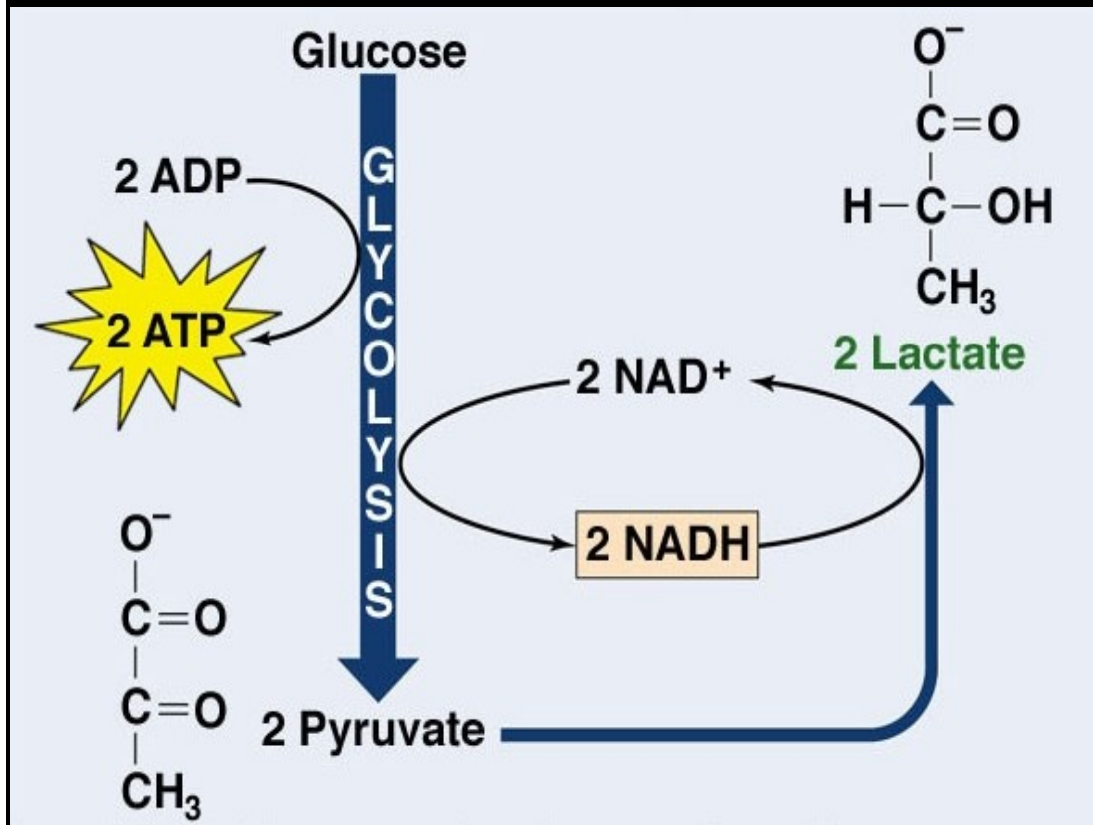 Glucose
2 ADP
2 ATP
GLYCOLYSIS
2 NAD⁺
2 NADH
O⁻
C=O
C=O
CH₃
2 Pyruvate
O⁻
C=O
H–C–OH
CH₃
2 Lactate